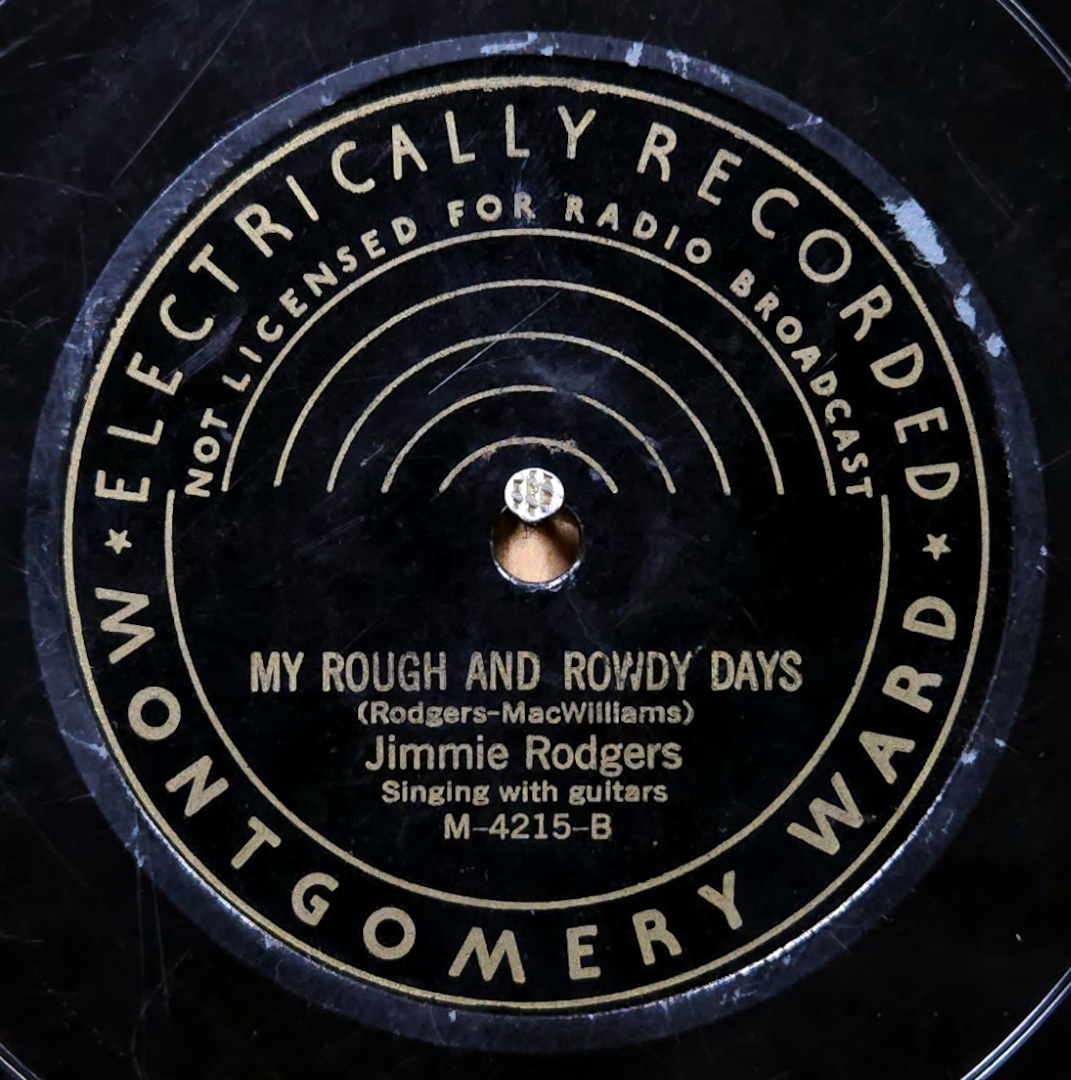 ELECTRICALLY RECORDED
NOT LICENSED FOR RADIO BROADCAST
MY ROUGH AND ROWDY DAYS
(Rodgers-MacWilliams)
Jimmie Rodgers
Singing with guitars
M-4215-B
★ MONTGOMERY WARD ★